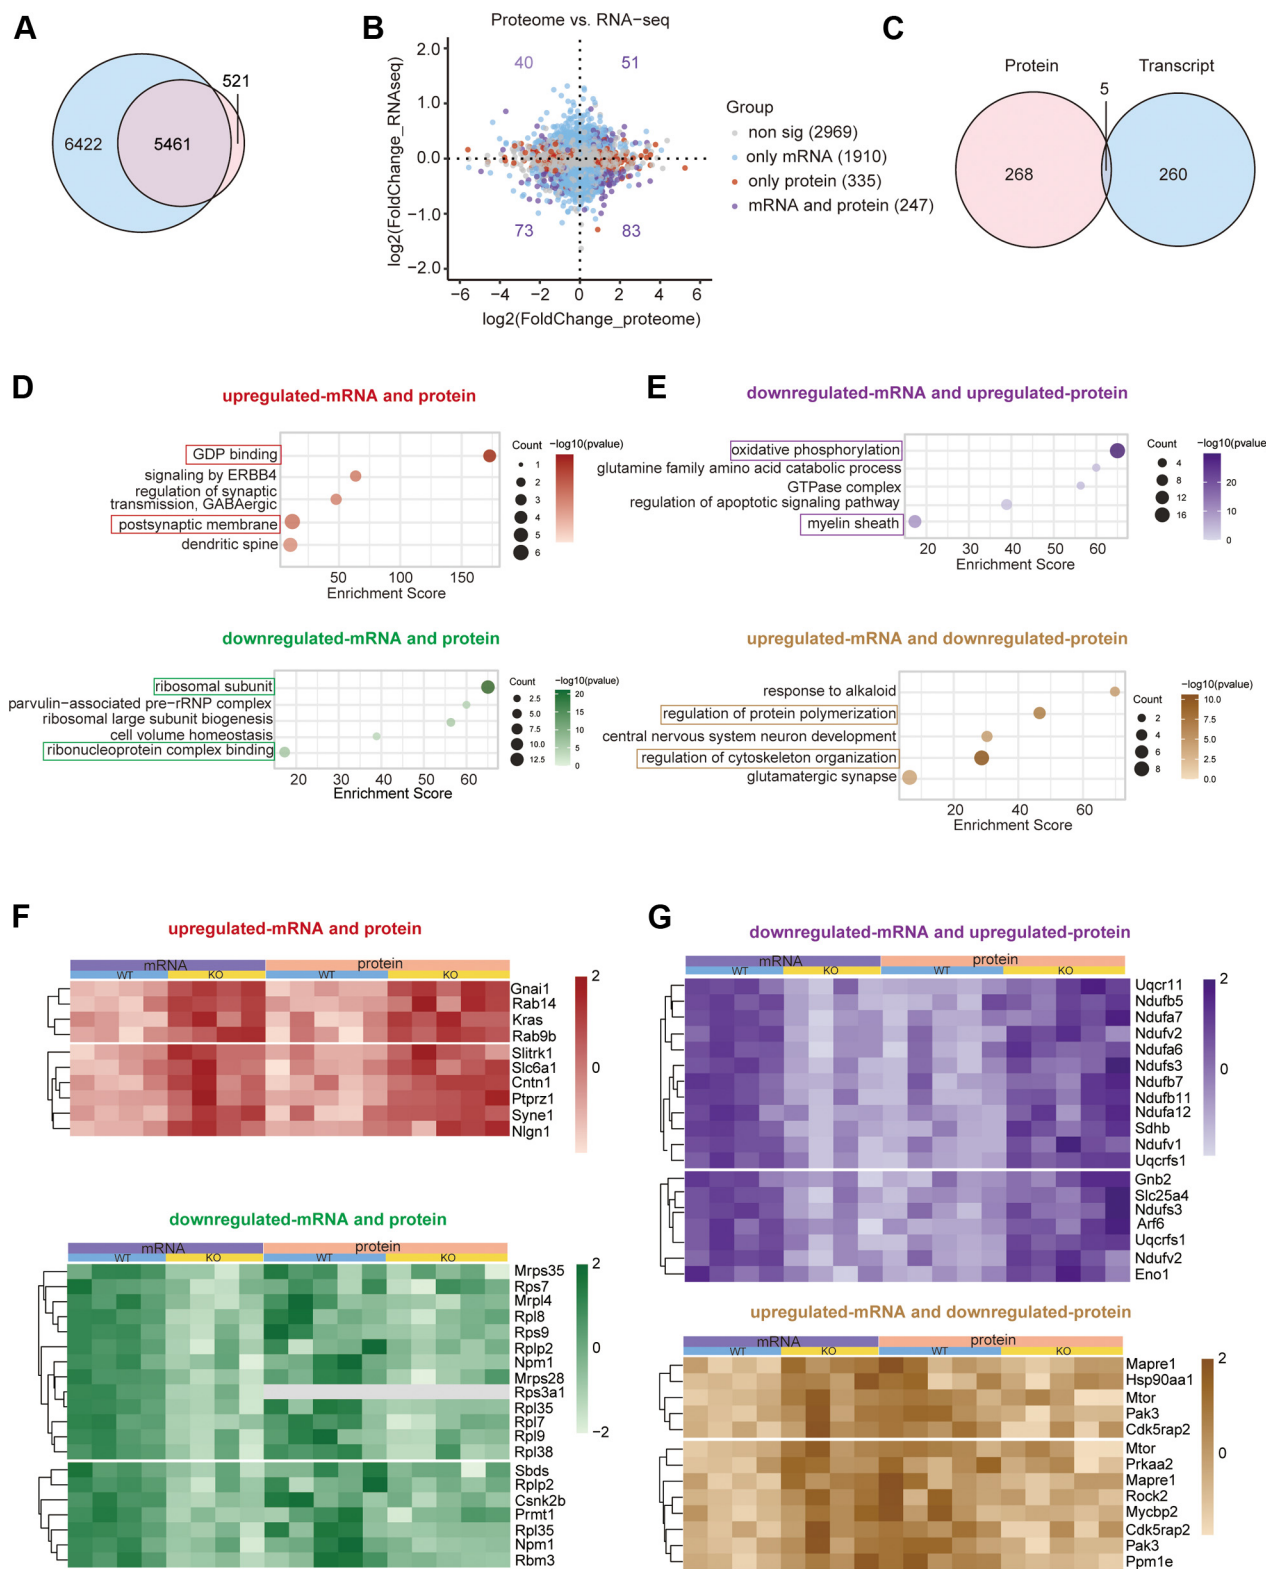 A
6422
5461
521
B
Proteome vs. RNA-seq
log2(FoldChange_RNAseq)
2.0
1.0
0.0
−1.0
−2.0
40
51
73
83
−6
−4
−2
0
2
4
6
log2(FoldChange_proteome)
Group
non sig (2969)
only mRNA (1910)
only protein (335)
mRNA and protein (247)
C
Protein
Transcript
5
268
260
D
upregulated-mRNA and protein
GDP binding
signaling by ERBB4
regulation of synaptic
transmission, GABAergic
postsynaptic membrane
dendritic spine
50
100
150
Enrichment Score
Count
1
2
3
4
5
6
−log10(pvalue)
downregulated-mRNA and protein
ribosomal subunit
parvulin-associated pre-rRNP complex
ribosomal large subunit biogenesis
cell volume homeostasis
ribonucleoprotein complex binding
20
30
40
50
60
Enrichment Score
Count
2.5
5.0
7.5
10.0
12.5
−log10(pvalue)
20
15
10
5
0
E
downregulated-mRNA and upregulated-protein
oxidative phosphorylation
glutamine family amino acid catabolic process
GTPase complex
regulation of apoptotic signaling pathway
myelin sheath
20
30
40
50
60
Enrichment Score
Count
4
8
12
16
−log10(pvalue)
20
10
0
upregulated-mRNA and downregulated-protein
response to alkaloid
regulation of protein polymerization
central nervous system neuron development
regulation of cytoskeleton organization
glutamatergic synapse
20
40
60
Enrichment Score
Count
2
4
6
8
−log10(pvalue)
10.0
7.5
5.0
2.5
0.0
F
upregulated-mRNA and protein
mRNA
protein
WT
KO
WT
KO
Gnai1
Rab14
Kras
Rab9b
Slitrk1
Slc6a1
Cntn1
Ptprz1
Syne1
Nlgn1
2
0
downregulated-mRNA and protein
mRNA
protein
WT
KO
WT
KO
Mrps35
Rps7
Mrpl4
Rpl8
Rps9
Rplp2
Npm1
Mrps28
Rps3a1
Rpl35
Rpl7
Rpl9
Rpl38
Sbds
Rplp2
Csnk2b
Prmt1
Rpl35
Npm1
Rbm3
2
0
−2
G
downregulated-mRNA and upregulated-protein
mRNA
protein
WT
KO
WT
KO
Uqcr11
Ndufb5
Ndufa7
Ndufv2
Ndufa6
Ndufs3
Ndufb7
Ndufb11
Ndufa12
Sdhb
Ndufv1
Uqcrfs1
Gnb2
Slc25a4
Ndufs3
Arf6
Uqcrfs1
Ndufv2
Eno1
2
0
upregulated-mRNA and downregulated-protein
mRNA
protein
WT
KO
WT
KO
Mapre1
Hsp90aa1
Mtor
Pak3
Cdk5rap2
Mtor
Prkaa2
Mapre1
Rock2
Mycbp2
Cdk5rap2
Pak3
Ppm1e
2
0